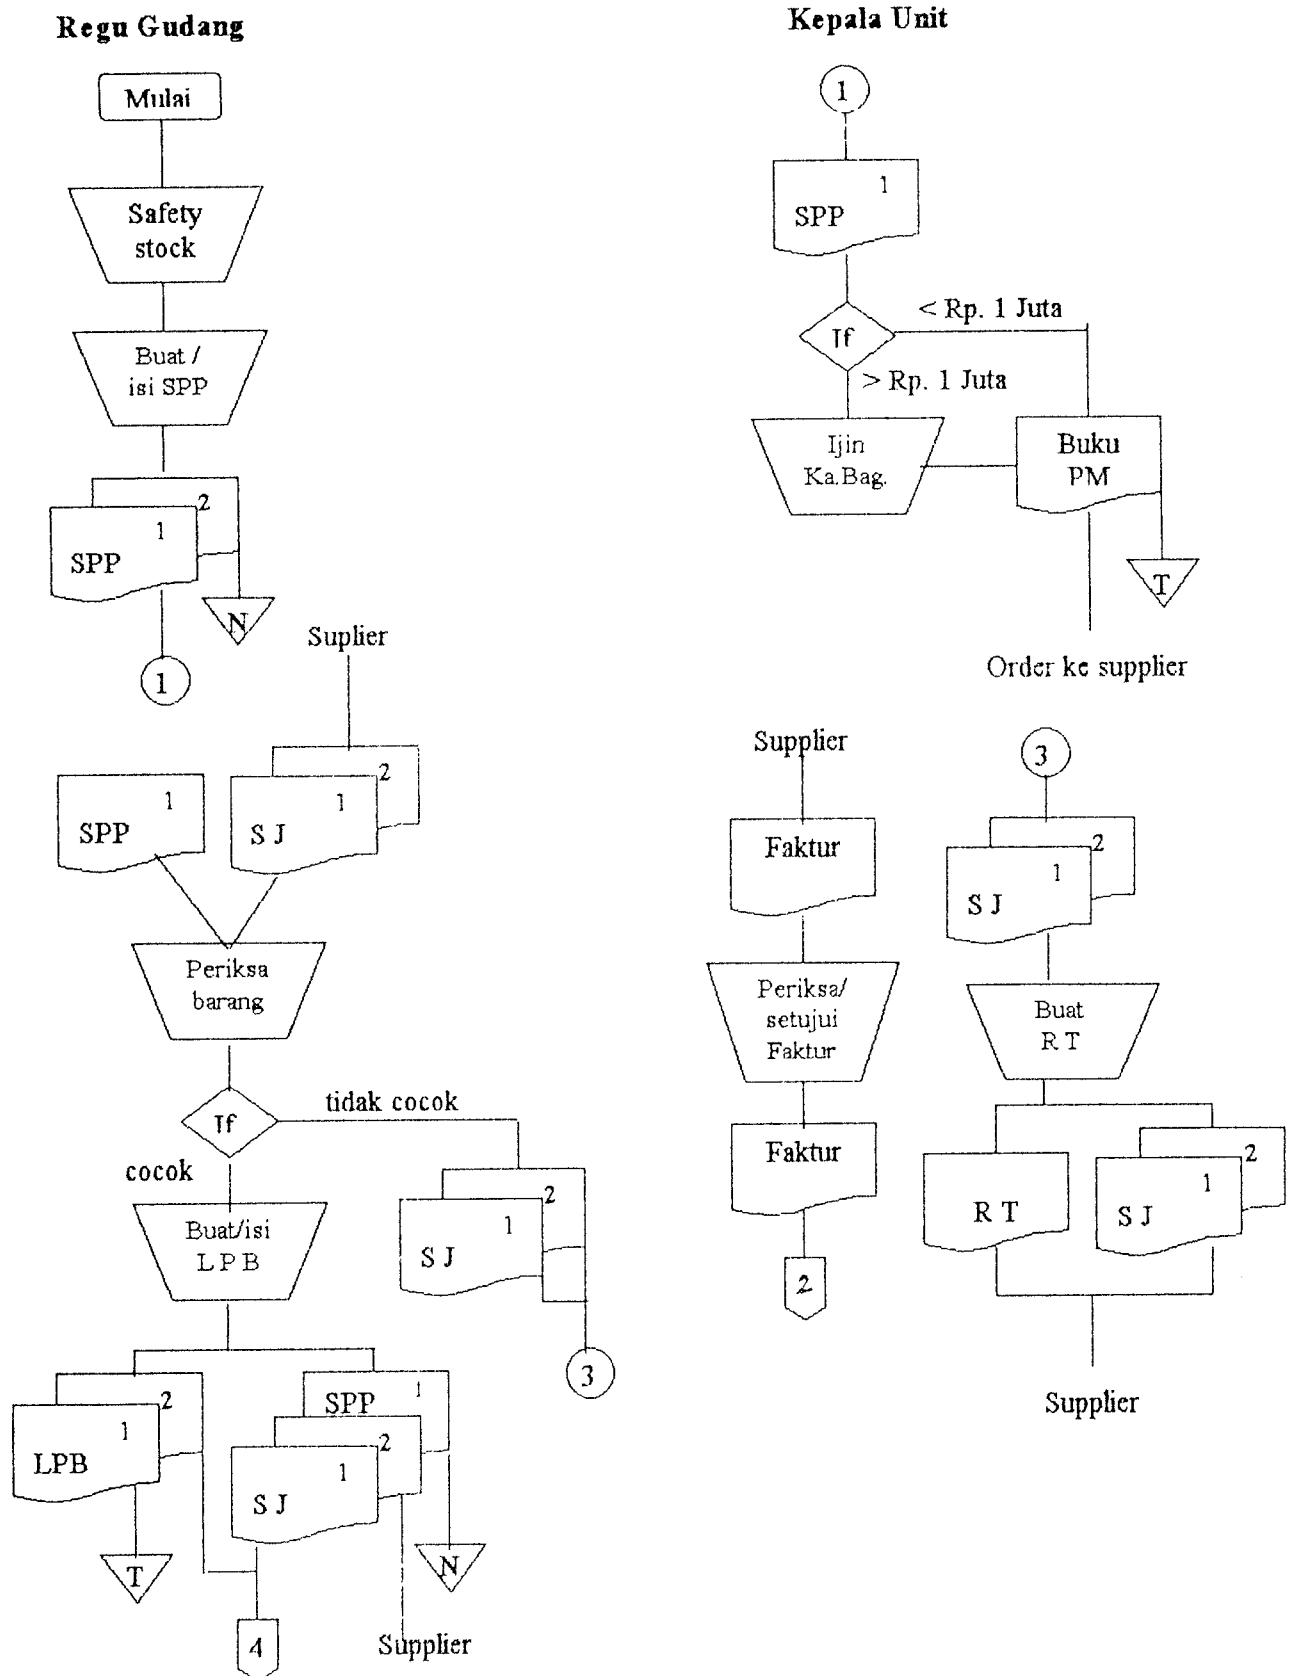 Regu Gudang
Mulai
Safety
stock
Buat /
isi SPP
2
1
SPP
N
1
Suplier
1
SPP
2
1
S J
Periksa
barang
If
tidak cocok
cocok
Buat/isi
L P B
2
1
S J
3
2
1
LPB
T
SPP 1
2
1
S J
N
4
Supplier
Kepala Unit
1
1
SPP
If
< Rp. 1 Juta
> Rp. 1 Juta
Ijin
Ka.Bag.
Buku
PM
T
Order ke supplier
Supplier
Faktur
Periksa/
setujui
Faktur
Faktur
2
3
2
1
S J
Buat
R T
R T
2
1
S J
Supplier